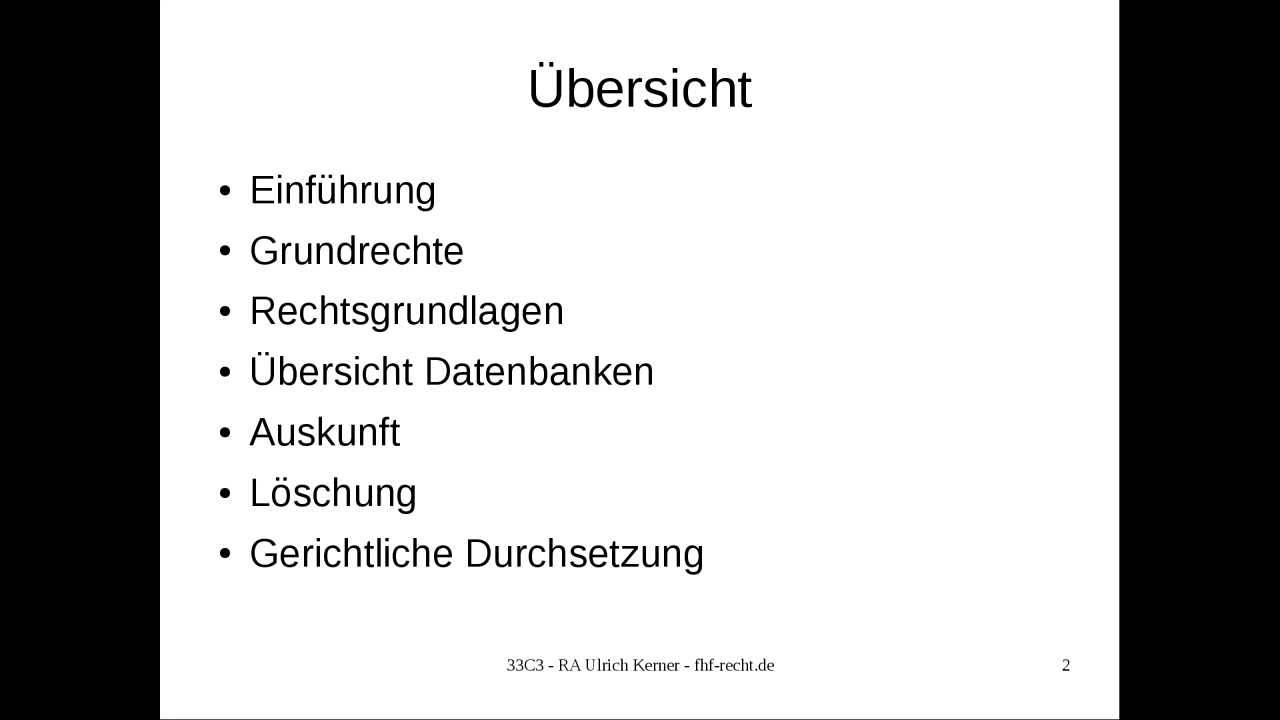 Übersicht
• Einführung
• Grundrechte
• Rechtsgrundlagen
• Übersicht Datenbanken
• Auskunft
• Löschung
• Gerichtliche Durchsetzung
33C3 - RA Ulrich Kerner - fhf-recht.de
2